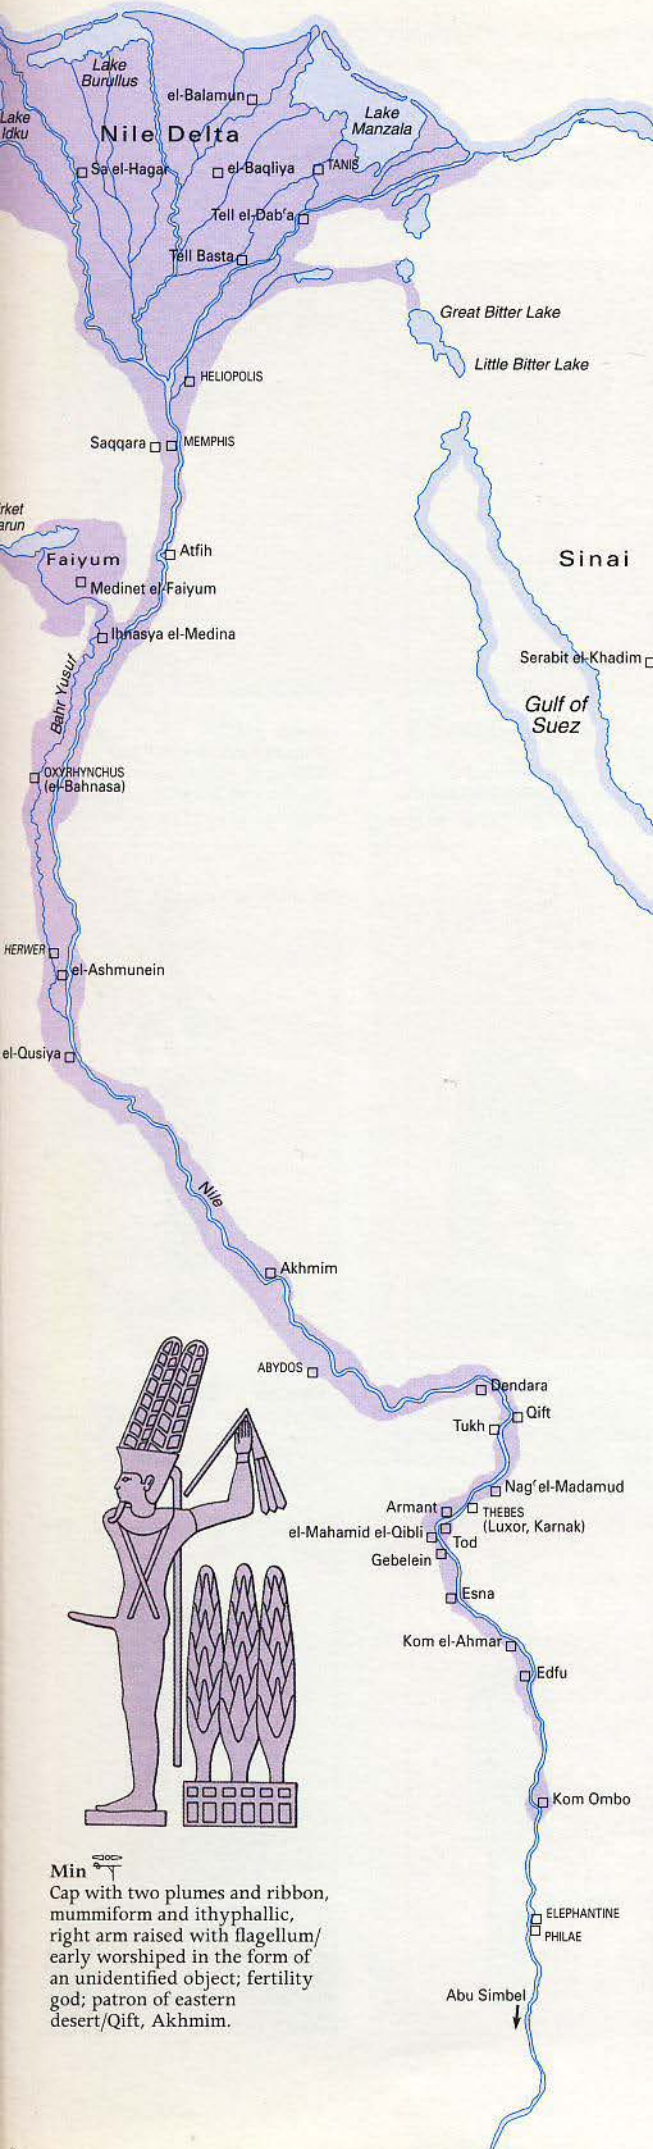 Lake
Burullus
el-Balamun
Lake
Idku
Lake
Manzala
Nile Delta
Sa el-Hagar
el-Baqliya
TANIS
Tell el-Dab'a
Tell Basta
Great Bitter Lake
Little Bitter Lake
HELIOPOLIS
Saqqara
MEMPHIS
rket
arun
Atfih
Faiyum
Sinai
Medinet el-Faiyum
Ihnasya el-Medina
Serabit el-Khadim
Bahr Yusuf
Gulf of
Suez
OXYRHYNCHUS
(el-Bahnasa)
HERWER
el-Ashmunein
el-Qusiya
Nile
Akhmim
ABYDOS
Dendara
Qift
Tukh
Nag' el-Madamud
Armant
THEBES
(Luxor, Karnak)
el-Mahamid el-Qibli
Tod
Gebelein
Esna
Kom el-Ahmar
Edfu
Kom Ombo
ELEPHANTINE
PHILAE
Abu Simbel
Min
Cap with two plumes and ribbon,
mummiform and ithyphallic,
right arm raised with flagellum/
early worshiped in the form of
an unidentified object; fertility
god; patron of eastern
desert/Qift, Akhmim.